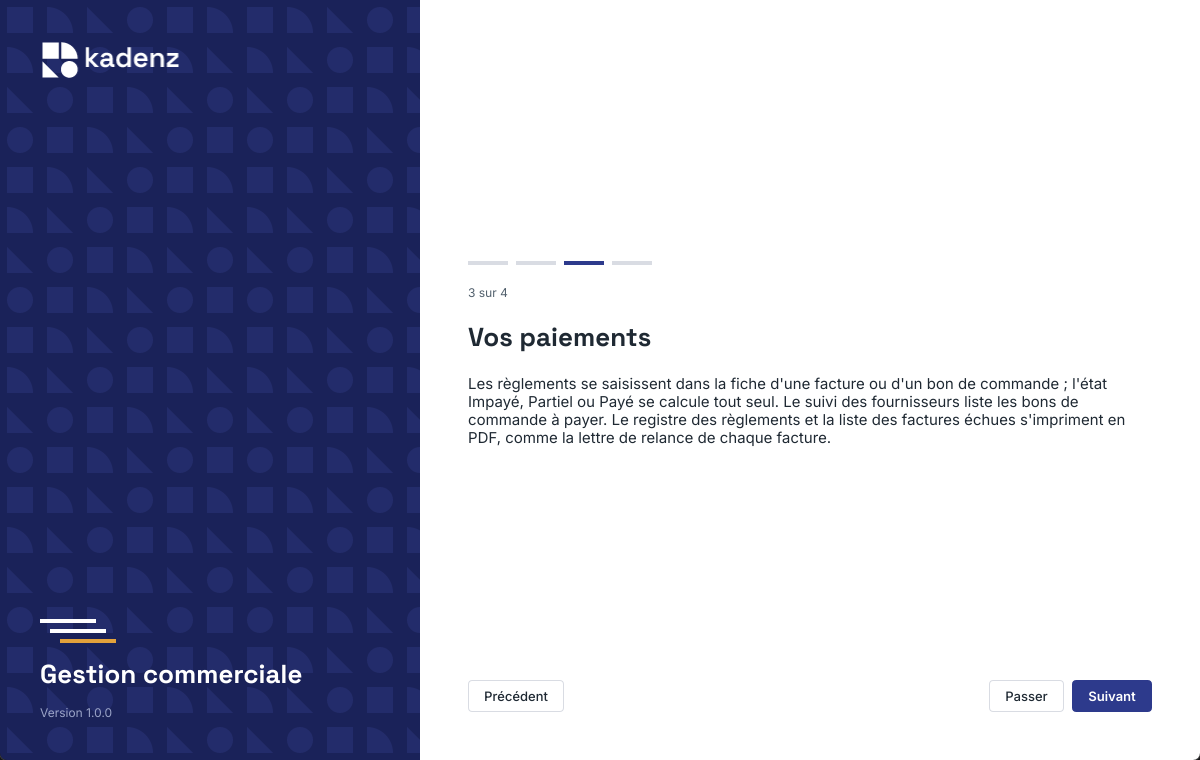 kadenz
3 sur 4
Vos paiements
Les règlements se saisissent dans la fiche d'une facture ou d'un bon de commande ; l'état
Impayé, Partiel ou Payé se calcule tout seul. Le suivi des fournisseurs liste les bons de
commande à payer. Le registre des règlements et la liste des factures échues s'impriment en
PDF, comme la lettre de relance de chaque facture.
Gestion commerciale
Version 1.0.0
Précédent
Passer
Suivant